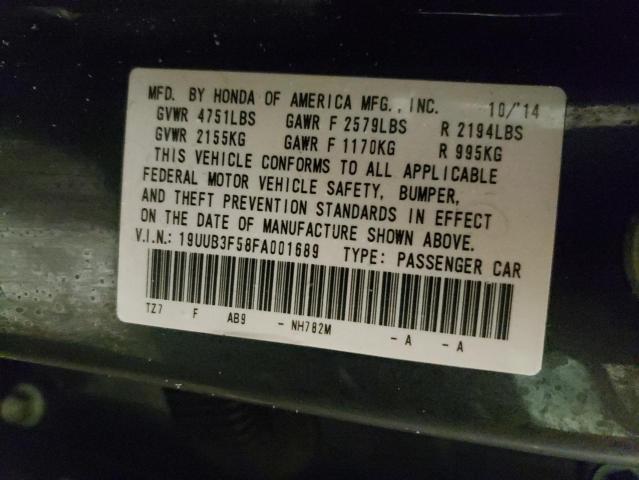 MFD. BY HONDA OF AMERICA MFG., INC. 10/'14
GVWR 4751LBS GAWR F 2579LBS R 2194LBS
GVWR 2155KG GAWR F 1170KG R 995KG
THIS VEHICLE CONFORMS TO ALL APPLICABLE
FEDERAL MOTOR VEHICLE SAFETY, BUMPER,
AND THEFT PREVENTION STANDARDS IN EFFECT
ON THE DATE OF MANUFACTURE SHOWN ABOVE.
V.I.N.: 19UUB3F58FA001689 TYPE: PASSENGER CAR
TZ7 F AB9 - NH782M - A - A